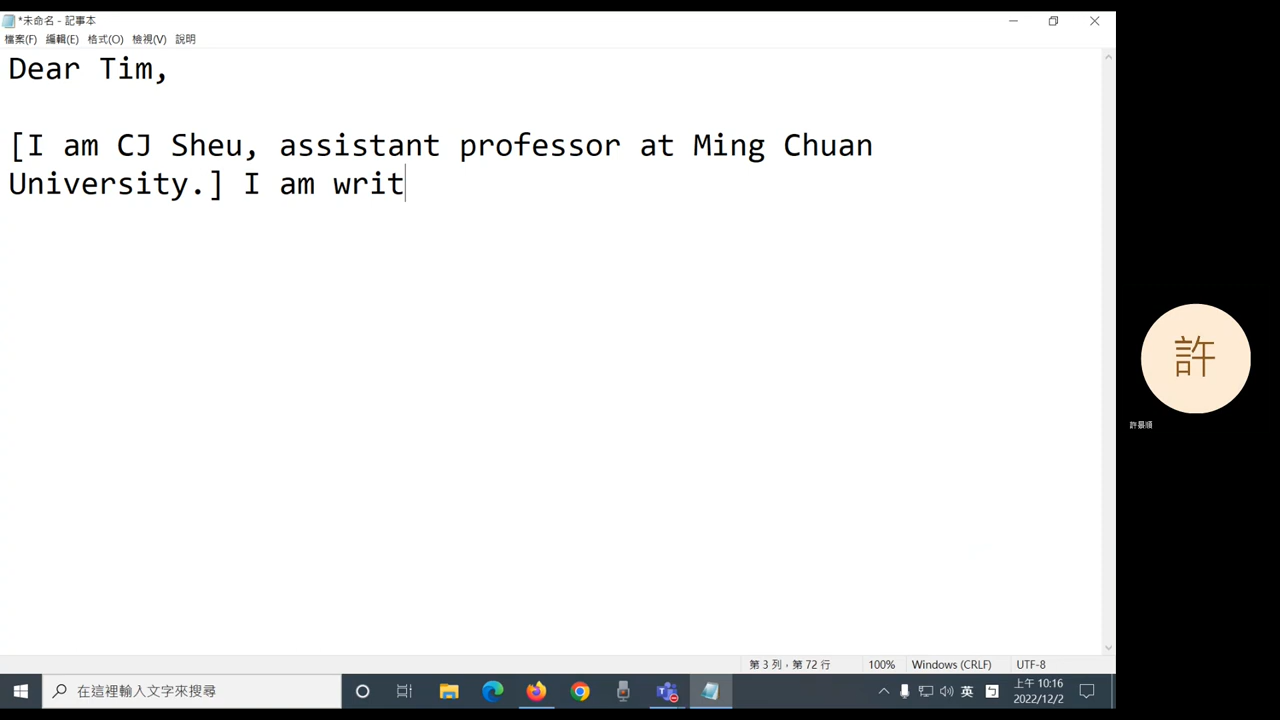 *未命名 - 記事本
檔案(F) 編輯(E) 格式(O) 檢視(V) 說明
Dear Tim,
[I am CJ Sheu, assistant professor at Ming Chuan
University.] I am writ
許
許景順
第 3 列，第 72 行 100% Windows (CRLF) UTF-8
在這裡輸入文字來搜尋
英
上午 10:16
2022/12/2